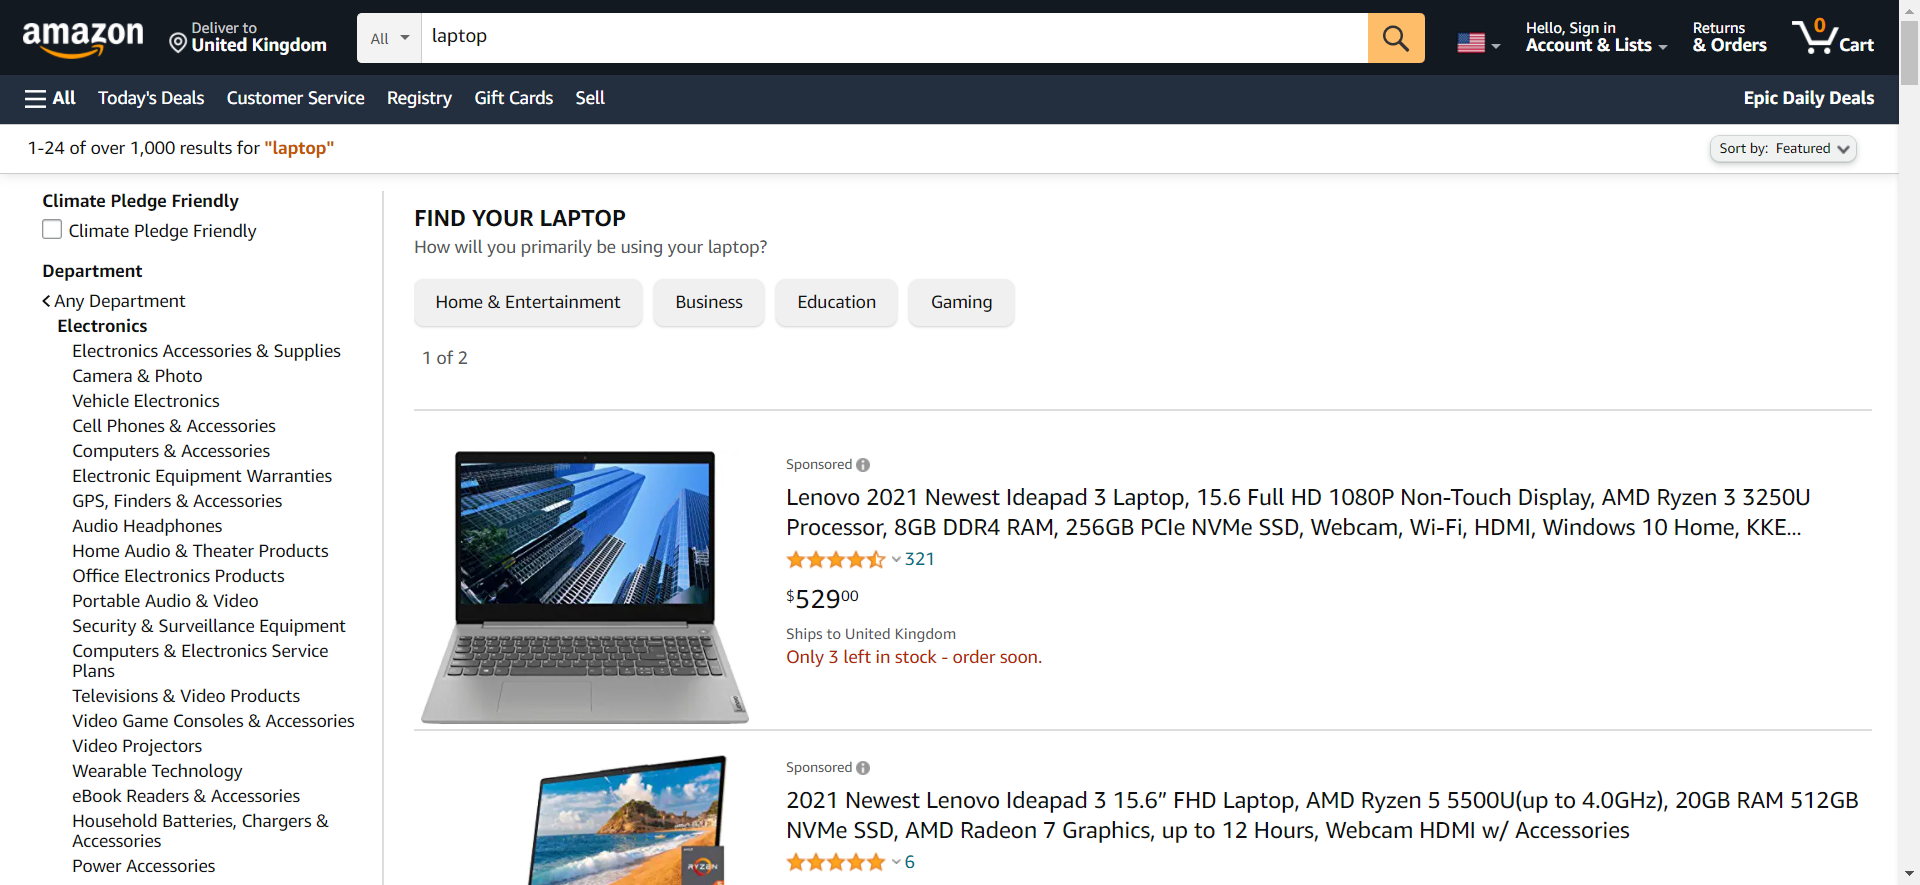 amazon
Deliver to
United Kingdom
All
laptop
Hello, Sign in
Account & Lists
Returns
& Orders
0
Cart
All
Today's Deals
Customer Service
Registry
Gift Cards
Sell
Epic Daily Deals
1-24 of over 1,000 results for "laptop"
Sort by: Featured
Climate Pledge Friendly
Climate Pledge Friendly
Department
Any Department
Electronics
Electronics Accessories & Supplies
Camera & Photo
Vehicle Electronics
Cell Phones & Accessories
Computers & Accessories
Electronic Equipment Warranties
GPS, Finders & Accessories
Audio Headphones
Home Audio & Theater Products
Office Electronics Products
Portable Audio & Video
Security & Surveillance Equipment
Computers & Electronics Service
Plans
Televisions & Video Products
Video Game Consoles & Accessories
Video Projectors
Wearable Technology
eBook Readers & Accessories
Household Batteries, Chargers &
Accessories
Power Accessories
FIND YOUR LAPTOP
How will you primarily be using your laptop?
Home & Entertainment
Business
Education
Gaming
1 of 2
Lenovo
Sponsored
Lenovo 2021 Newest Ideapad 3 Laptop, 15.6 Full HD 1080P Non-Touch Display, AMD Ryzen 3 3250U
Processor, 8GB DDR4 RAM, 256GB PCIe NVMe SSD, Webcam, Wi-Fi, HDMI, Windows 10 Home, KKE...
321
$52900
Ships to United Kingdom
Only 3 left in stock - order soon.
RYZEN
Sponsored
2021 Newest Lenovo Ideapad 3 15.6” FHD Laptop, AMD Ryzen 5 5500U(up to 4.0GHz), 20GB RAM 512GB
NVMe SSD, AMD Radeon 7 Graphics, up to 12 Hours, Webcam HDMI w/ Accessories
6